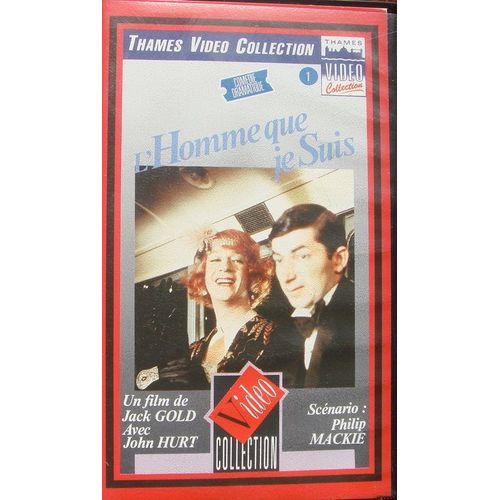 THAMES VIDEO COLLECTION
THAMES
VIDEO
Collection
1
COMÉDIE
DRAMATIQUE
L'Homme que
je Suis
Un film de
Jack GOLD
Avec
John HURT
Video
COLLECTION
Scénario :
Philip
MACKIE